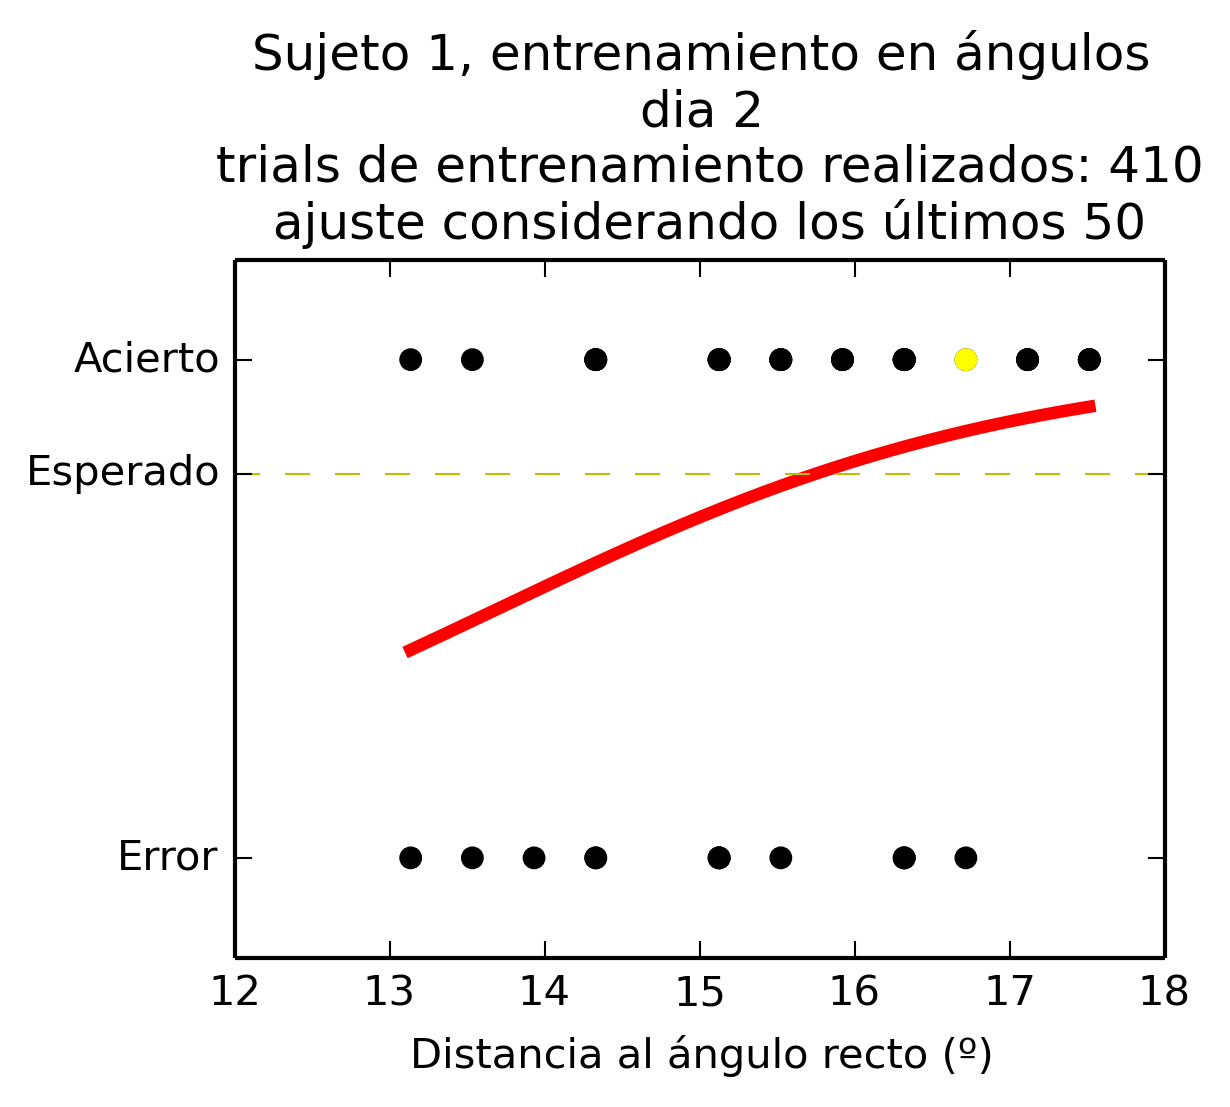 Sujeto 1, entrenamiento en ángulos
dia 2
trials de entrenamiento realizados: 410
ajuste considerando los últimos 50
Acierto
Esperado
Error
12 13 14 15 16 17 18
Distancia al ángulo recto (º)